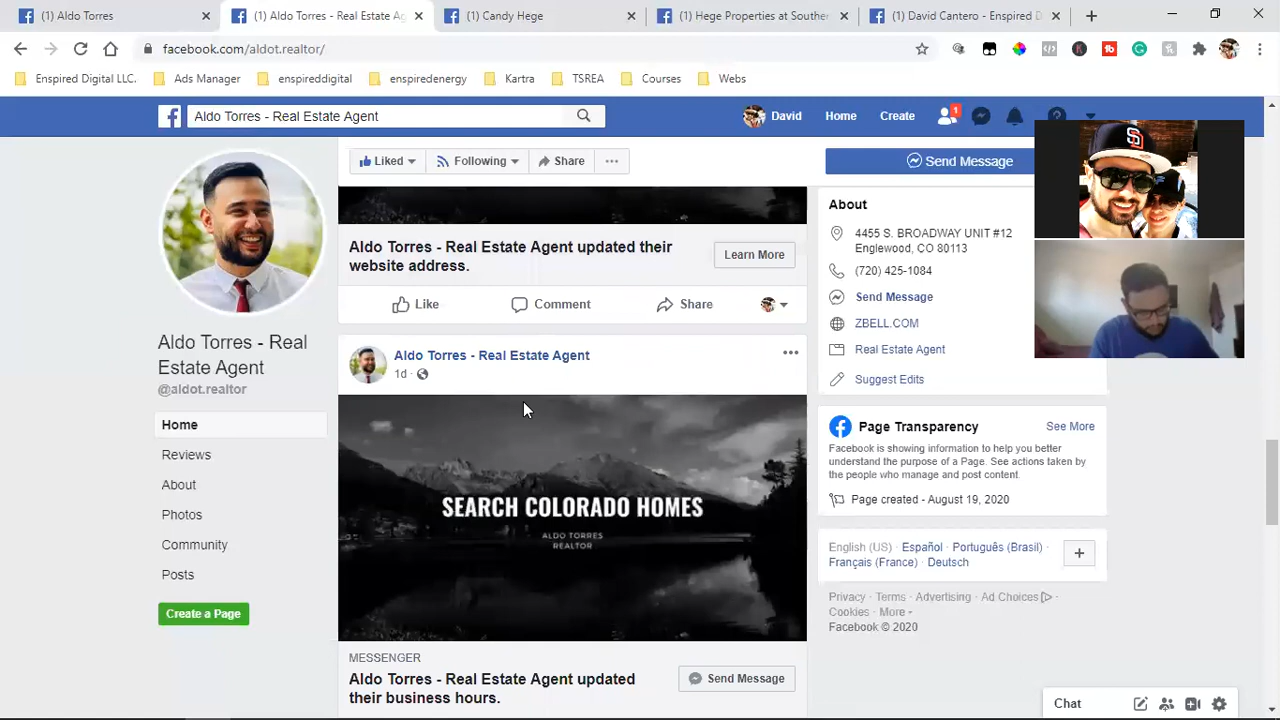 (1) Aldo Torres
(1) Aldo Torres - Real Estate Ag
(1) Candy Hege
(1) Hege Properties at Souther
(1) David Cantero - Enspired D
facebook.com/aldot.realtor/
Enspired Digital LLC.
Ads Manager
enspireddigital
enspiredenergy
Kartra
TSREA
Courses
Webs
Aldo Torres - Real Estate Agent
David
Home
Create
1
Liked
Following
Share
Send Message
Aldo Torres - Real
Estate Agent
@aldot.realtor
Home
Reviews
About
Photos
Community
Posts
Create a Page
Aldo Torres - Real Estate Agent updated their
website address.
Learn More
Like
Comment
Share
Aldo Torres - Real Estate Agent
1d
SEARCH COLORADO HOMES
ALDO TORRES
REALTOR
MESSENGER
Aldo Torres - Real Estate Agent updated
their business hours.
Send Message
About
4455 S. BROADWAY UNIT #12
Englewood, CO 80113
(720) 425-1084
Send Message
ZBELL.COM
Real Estate Agent
Suggest Edits
Page Transparency
See More
Facebook is showing information to help you better
understand the purpose of a Page. See actions taken by
the people who manage and post content.
Page created - August 19, 2020
English (US) · Español · Português (Brasil) ·
Français (France) · Deutsch
Privacy · Terms · Advertising · Ad Choices ·
Cookies · More
Facebook © 2020
Chat